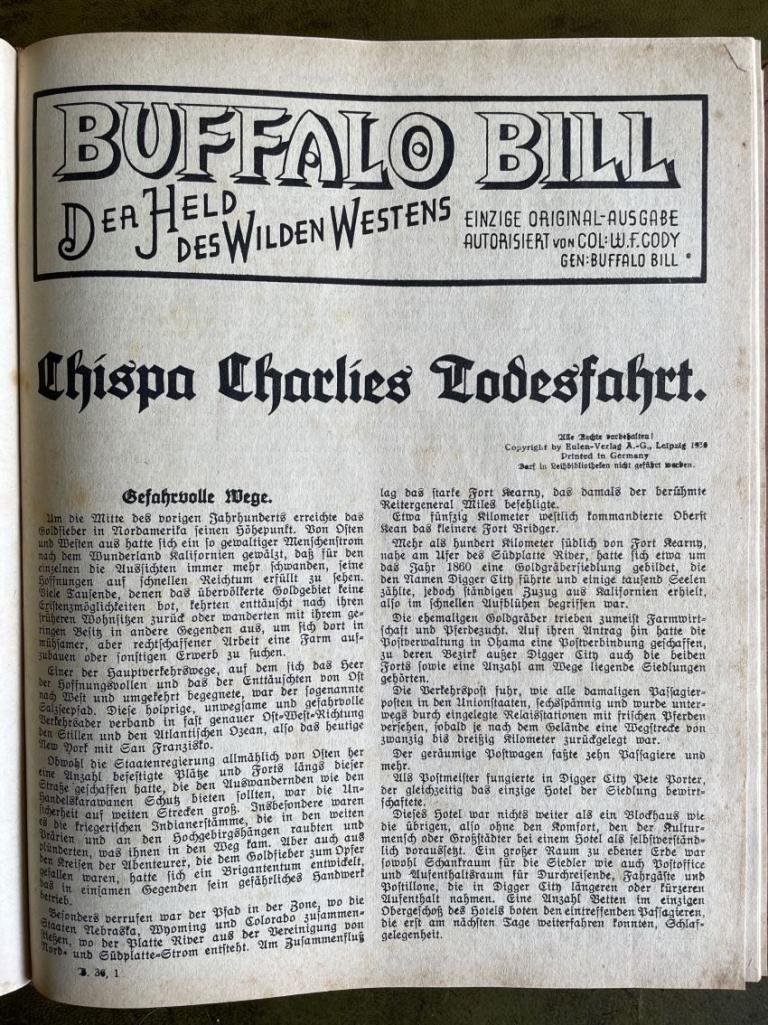 BUFFALO BILL
DER HELD
DES WILDEN WESTENS
EINZIGE ORIGINAL-AUSGABE
AUTORISIERT VON COL: W.F. CODY
GEN: BUFFALO BILL
Chispa Charlies Todesfahrt.
Alle Rechte vorbehalten!
Copyright by Eulen-Verlag A.-G., Leipzig
Printed in Germany
Darf in Leihbibliotheken nicht geführt werden.
Gefahrvolle Wege.
Um die Mitte des vorigen Jahrhunderts erreichte das
Goldfieber in Nordamerika seinen Höhepunkt. Von Osten
und Westen aus hatte sich ein so gewaltiger Menschenstrom
nach dem Wunderland Kalifornien gewälzt, daß für den
einzelnen die Aussichten immer mehr schwanden, seine
Hoffnungen auf schnellen Reichtum erfüllt zu sehen.
Viele Tausende, denen das übervölkerte Goldgebiet keine
Existenzmöglichkeiten bot, kehrten enttäuscht nach ihren
früheren Wohnsitzen zurück oder wanderten mit ihrem ge-
ringen Besitz in andere Gegenden aus, um sich dort in
mühsamer, aber rechtschaffener Arbeit eine Farm auf-
zubauen oder sonstigen Erwerb zu suchen.
Einer der Hauptverkehrswege, auf dem sich das Heer
der Hoffnungsvollen und das der Enttäuschten von Ost
nach West und umgekehrt begegnete, war der sogenannte
Salzseepfad. Diese holprige, unwegsame und gefahrvolle
Verkehrsader verband in fast genauer Ost-West-Richtung
den Stillen und den Atlantischen Ozean, also das heutige
New York mit San Franzisko.
Obwohl die Staatenregierung allmählich von Osten her
eine Anzahl befestigte Plätze und Forts längs dieser
Straße geschaffen hatte, die den Auswandernden wie den
Handelskarawanen Schutz bieten sollten, war die Un-
sicherheit auf weiten Strecken groß. Insbesondere waren
es die kriegerischen Indianerstämme, die in den weiten
Prärien und an den Hochgebirgshängen raubten und
plünderten, was ihnen in den Weg kam. Aber auch aus
den Kreisen der Abenteurer, die dem Goldfieber zum Opfer
gefallen waren, hatte sich ein Brigantentum entwickelt,
das in einsamen Gegenden sein gefährliches Handwerk
betrieb.
Besonders verrufen war der Pfad in der Zone, wo die
Staaten Nebraska, Wyoming und Colorado zusammen-
stießen, wo der Platte River aus der Vereinigung von
Nord- und Südplatte-Strom entsteht. Am Zusammenfluß
B. 36, 1
lag das starke Fort Kearny, das damals der berühmte
Reitergeneral Miles befehligte.
Etwa fünfzig Kilometer westlich kommandierte Oberst
Kean das kleinere Fort Bridger.
Mehr als hundert Kilometer südlich von Fort Kearny,
nahe am Ufer des Südplatte River, hatte sich etwa um
das Jahr 1860 eine Goldgräbersiedlung gebildet, die
den Namen Digger City führte und einige tausend Seelen
zählte, jedoch ständigen Zuzug aus Kalifornien erhielt,
also im schnellen Aufblühen begriffen war.
Die ehemaligen Goldgräber trieben zumeist Farmwirt-
schaft und Pferdezucht. Auf ihren Antrag hin hatte die
Postverwaltung in Ohama eine Postverbindung geschaffen,
zu deren Bezirk außer Digger City auch die beiden
Forts sowie eine Anzahl am Wege liegende Siedlungen
gehörten.
Die Verkehrspost fuhr, wie alle damaligen Passagier-
posten in den Unionstaaten, sechsspännig und wurde unter-
wegs durch eingelegte Relaisstationen mit frischen Pferden
versehen, sobald je nach dem Gelände eine Wegstrecke von
zwanzig bis dreißig Kilometer zurückgelegt war.
Der geräumige Postwagen faßte zehn Passagiere und
mehr.
Als Postmeister fungierte in Digger City Pete Porter,
der gleichzeitig das einzige Hotel der Siedlung bewirt-
schaftete.
Dieses Hotel war nichts weiter als ein Blockhaus wie
die übrigen, also ohne den Komfort, den der Kultur-
mensch oder Großstädter bei einem Hotel als selbstverständ-
lich voraussetzt. Ein großer Raum zu ebener Erde war
sowohl Schankraum für die Siedler wie auch Postoffice
und Aufenthaltsraum für Durchreisende, Fahrgäste und
Postillone, die in Digger City längeren oder kürzeren
Aufenthalt nahmen. Eine Anzahl Betten im einzigen
Obergeschoß des Hotels boten den eintreffenden Passagieren,
die erst am nächsten Tage weiterfahren konnten, Schlaf-
gelegenheit.